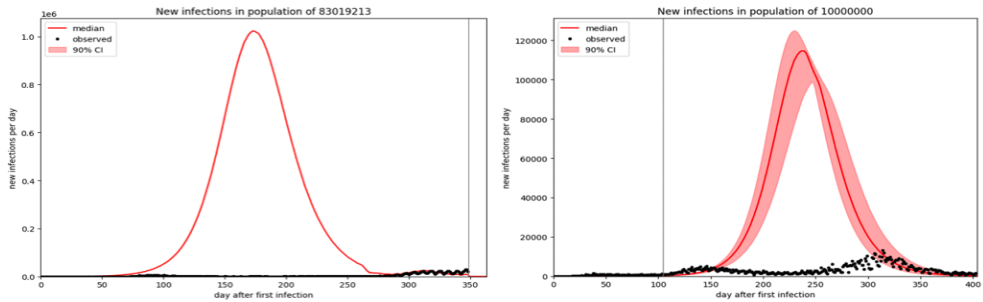 New infections in population of 83019213
1e6
median
observed
90% CI
new infections per day
1.0
0.8
0.6
0.4
0.2
0.0
0 50 100 150 200 250 300 350
day after first infection
New infections in population of 10000000
median
observed
90% CI
new infections per day
120000
100000
80000
60000
40000
20000
0
0 50 100 150 200 250 300 350 400
day after first infection